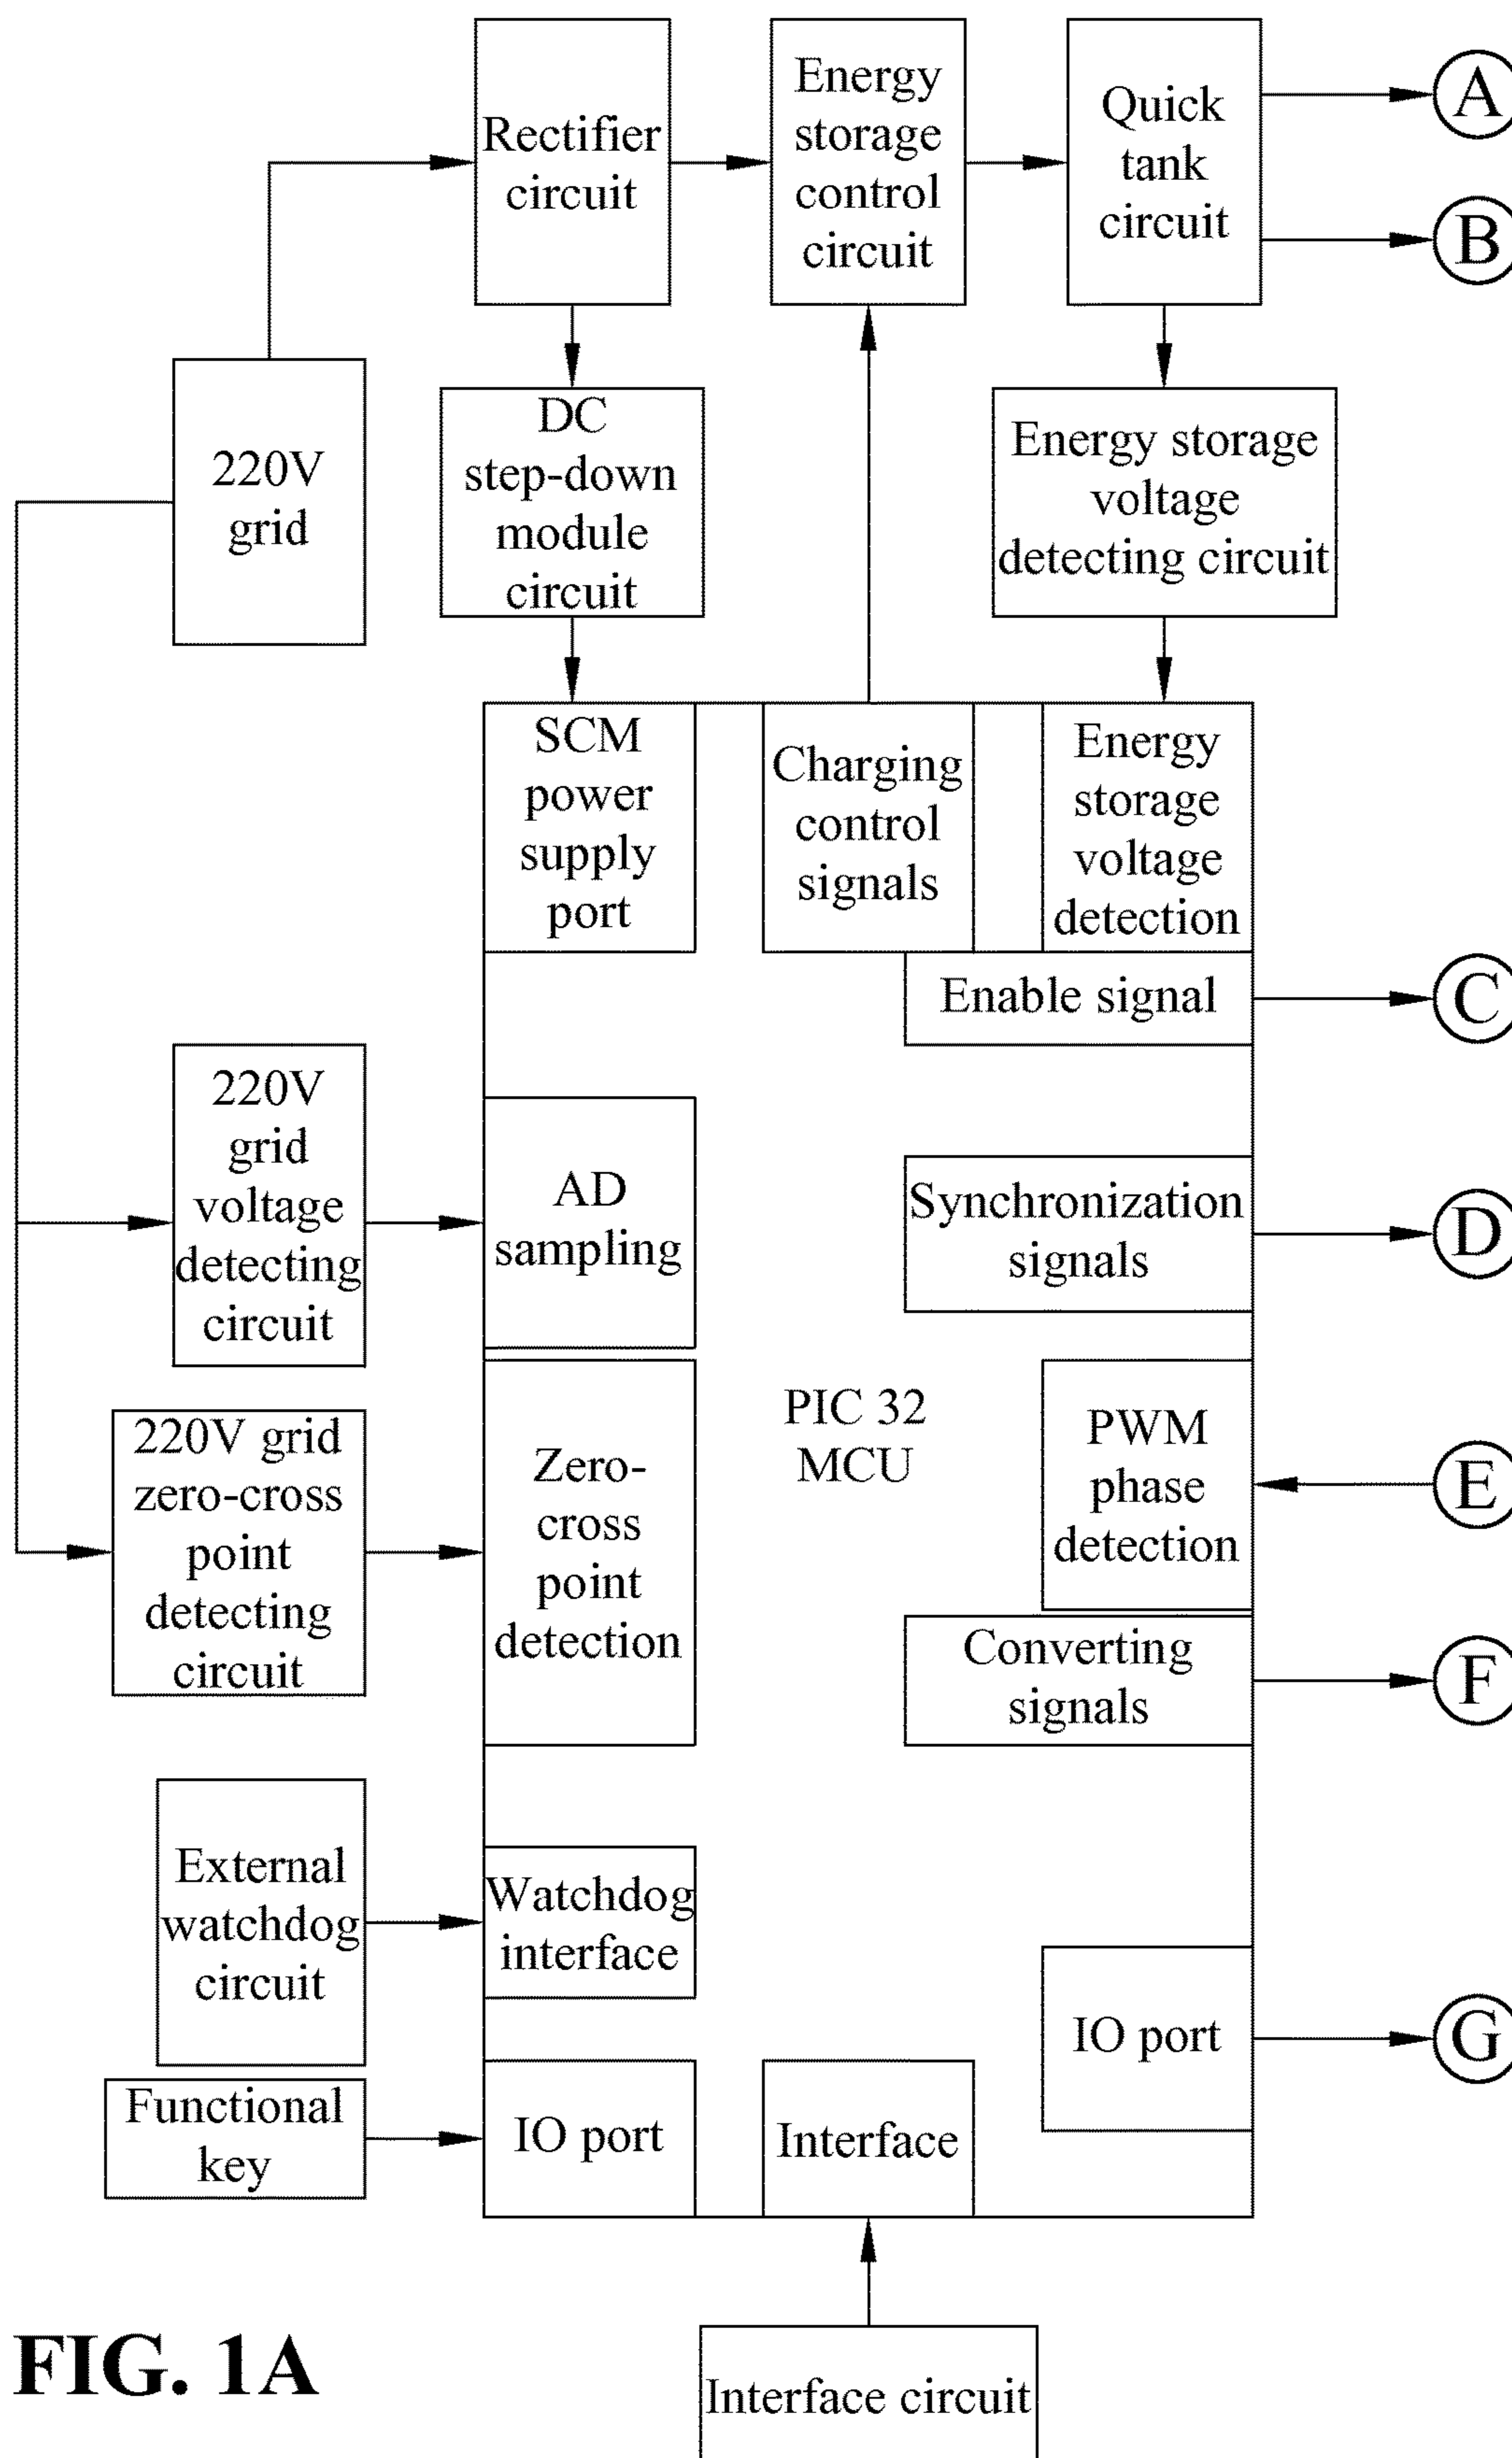 Rectifier
circuit
Energy
storage
control
circuit
Quick
tank
circuit
A
B
220V
grid
DC
step-down
module
circuit
Energy storage
voltage
detecting circuit
SCM
power
supply
port
Charging
control
signals
Energy
storage
voltage
detection
Enable signal
C
220V
grid
voltage
detecting
circuit
AD
sampling
Synchronization
signals
D
220V grid
zero-cross
point
detecting
circuit
Zero-
cross
point
detection
PIC 32
MCU
PWM
phase
detection
E
Converting
signals
F
External
watchdog
circuit
Watchdog
interface
IO port
G
Functional
key
IO port
Interface
Interface circuit
FIG. 1A